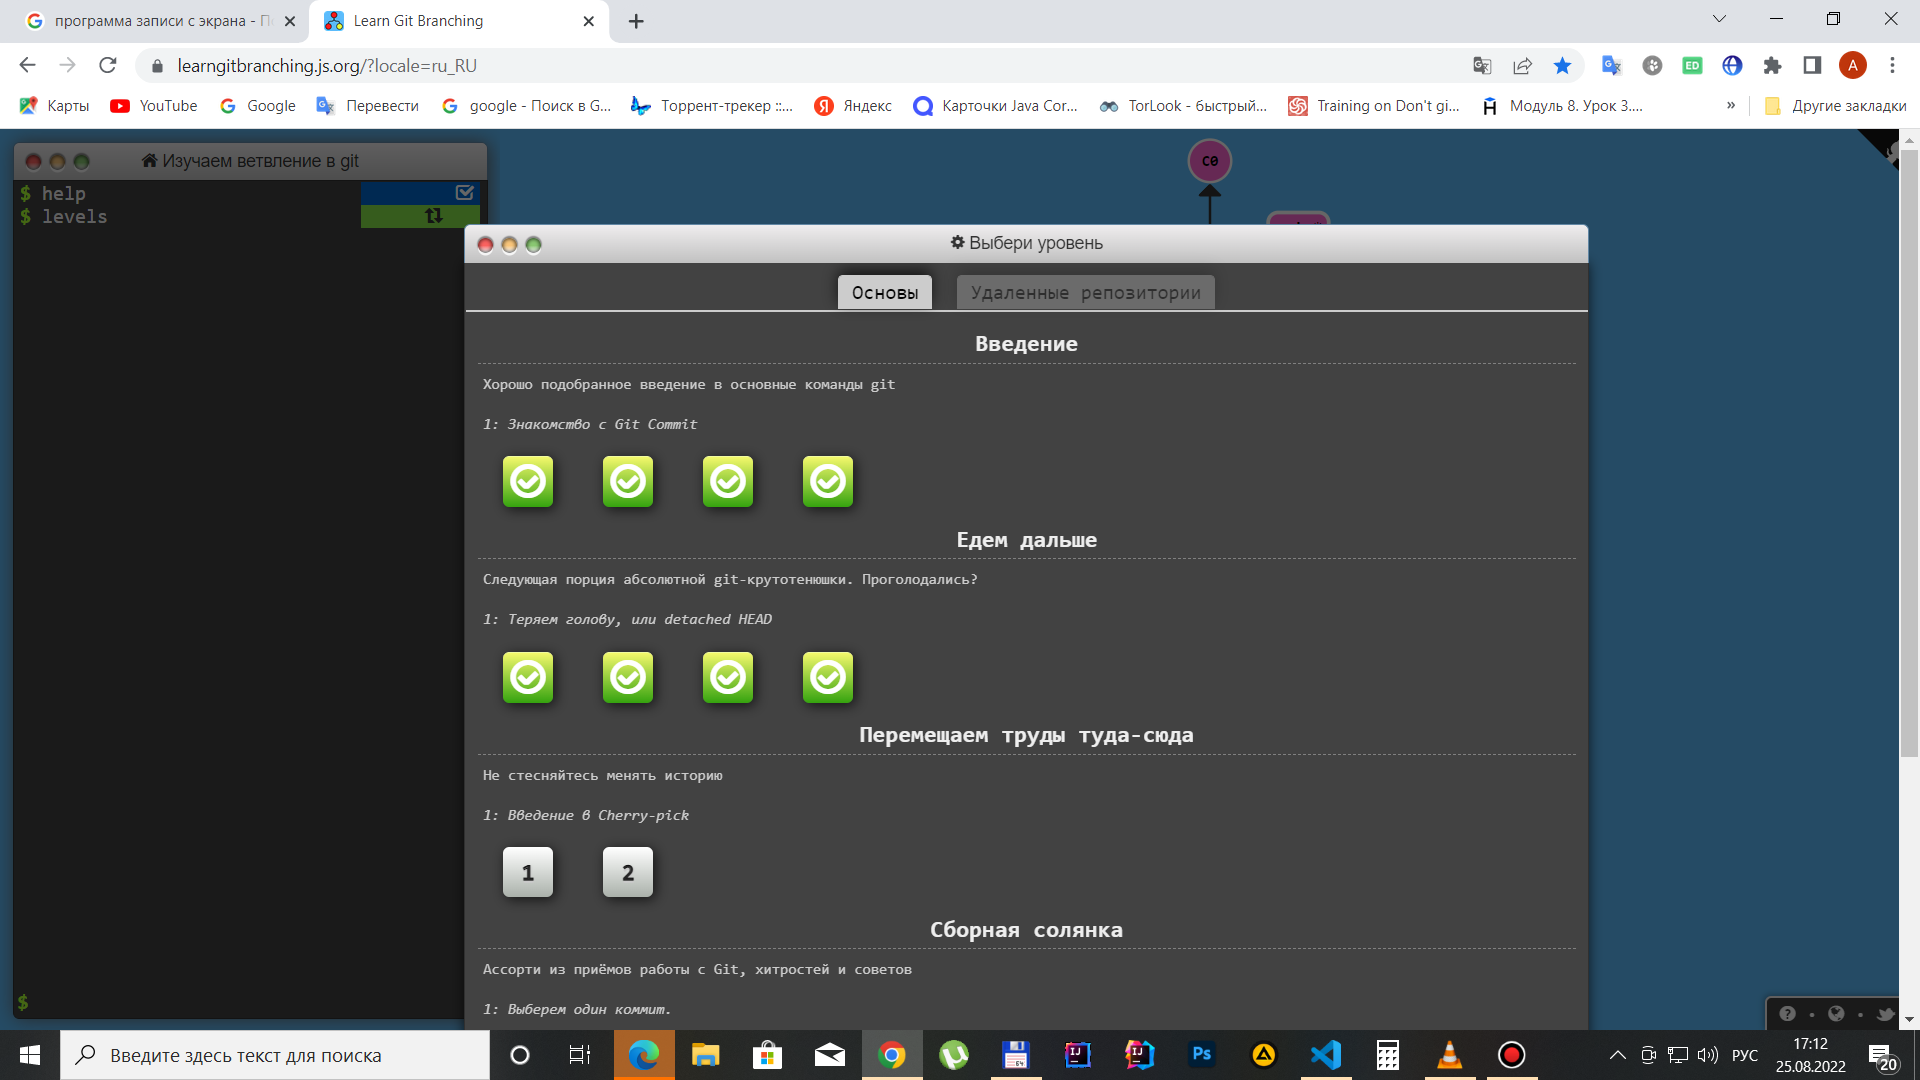 программа записи с экрана - П
Learn Git Branching
learngitbranching.js.org/?locale=ru_RU
ED
A
Карты
YouTube
Google
Перевести
google - Поиск в G...
Торрент-трекер ::...
Яндекс
Карточки Java Cor...
TorLook - быстрый...
Training on Don't gi...
Модуль 8. Урок 3....
»
Другие закладки
Изучаем ветвление в git
$ help
$ levels
C0
Выбери уровень
Основы
Удаленные репозитории
Введение
Хорошо подобранное введение в основные команды git
1: Знакомство с Git Commit
Едем дальше
Следующая порция абсолютной git-крутотенюшки. Проголодались?
1: Теряем голову, или detached HEAD
Перемещаем труды туда-сюда
Не стесняйтесь менять историю
1: Введение в Cherry-pick
1
2
Сборная солянка
Ассорти из приёмов работы с Git, хитростей и советов
1: Выберем один коммит.
$
Введите здесь текст для поиска
64
IJ
IJ
Ps
РУС
17:12
25.08.2022
20